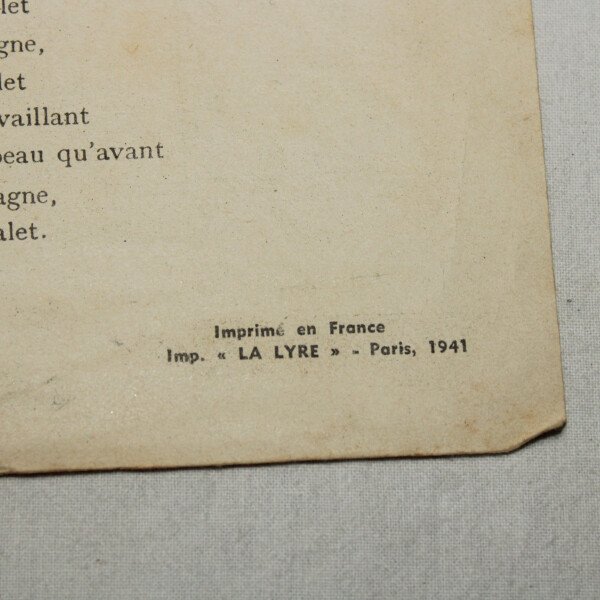 let
gne,
let
vaillant
beau qu'avant
agne,
alet.
Imprimé en France
Imp. « LA LYRE » - Paris, 1941